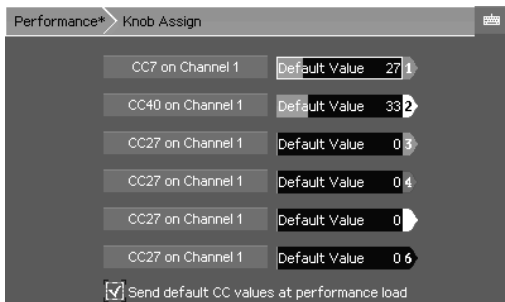 Performance* Knob Assign
CC7 on Channel 1 Default Value 27 1
CC40 on Channel 1 Default Value 33 2
CC27 on Channel 1 Default Value 0 3
CC27 on Channel 1 Default Value 0 4
CC27 on Channel 1 Default Value 0
CC27 on Channel 1 Default Value 0 6
Send default CC values at performance load